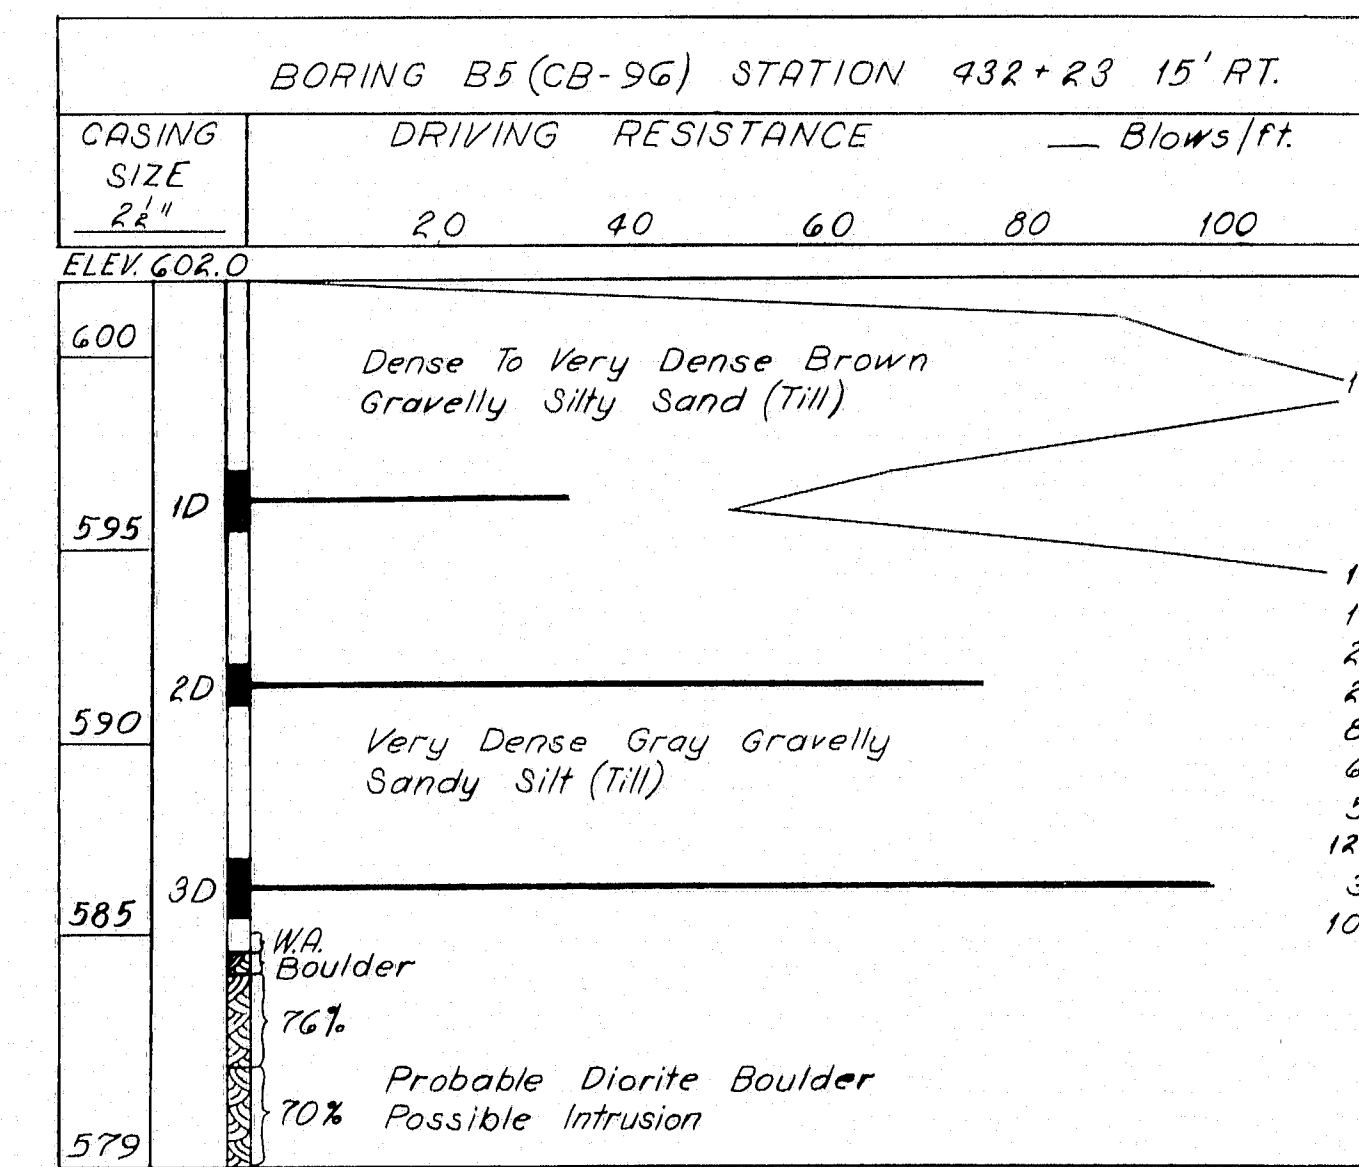 BORING B5 (CB-96) STATION 432+23 15' RT.
CASING SIZE 2½"
DRIVING RESISTANCE — Blows/ft.
20 40 60 80 100
ELEV. 602.0
600
Dense To Very Dense Brown
Gravelly Silty Sand (Till)
1D
595
2D
590
Very Dense Gray Gravelly
Sandy Silt (Till)
3D
585
W.A.
Boulder
76%
Probable Diorite Boulder
70% Possible Intrusion
579